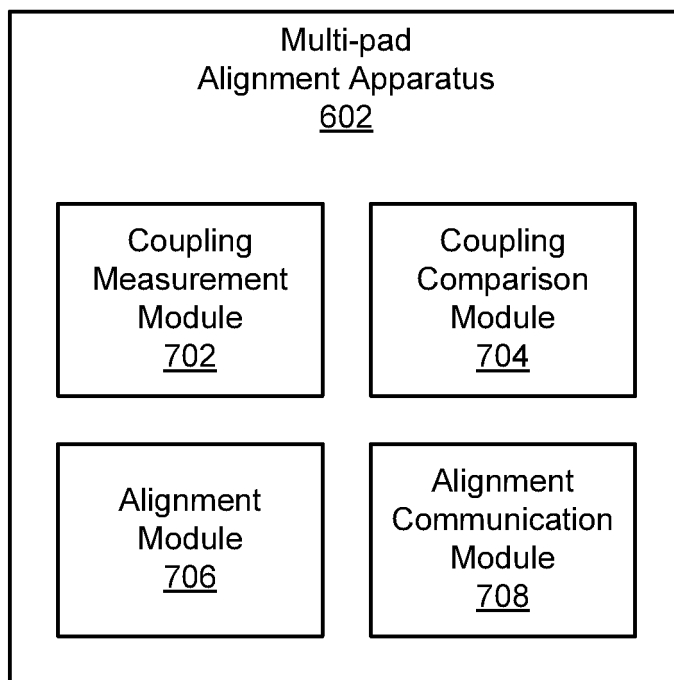 Multi-pad
Alignment Apparatus
602
Coupling
Measurement
Module
702
Coupling
Comparison
Module
704
Alignment
Module
706
Alignment
Communication
Module
708